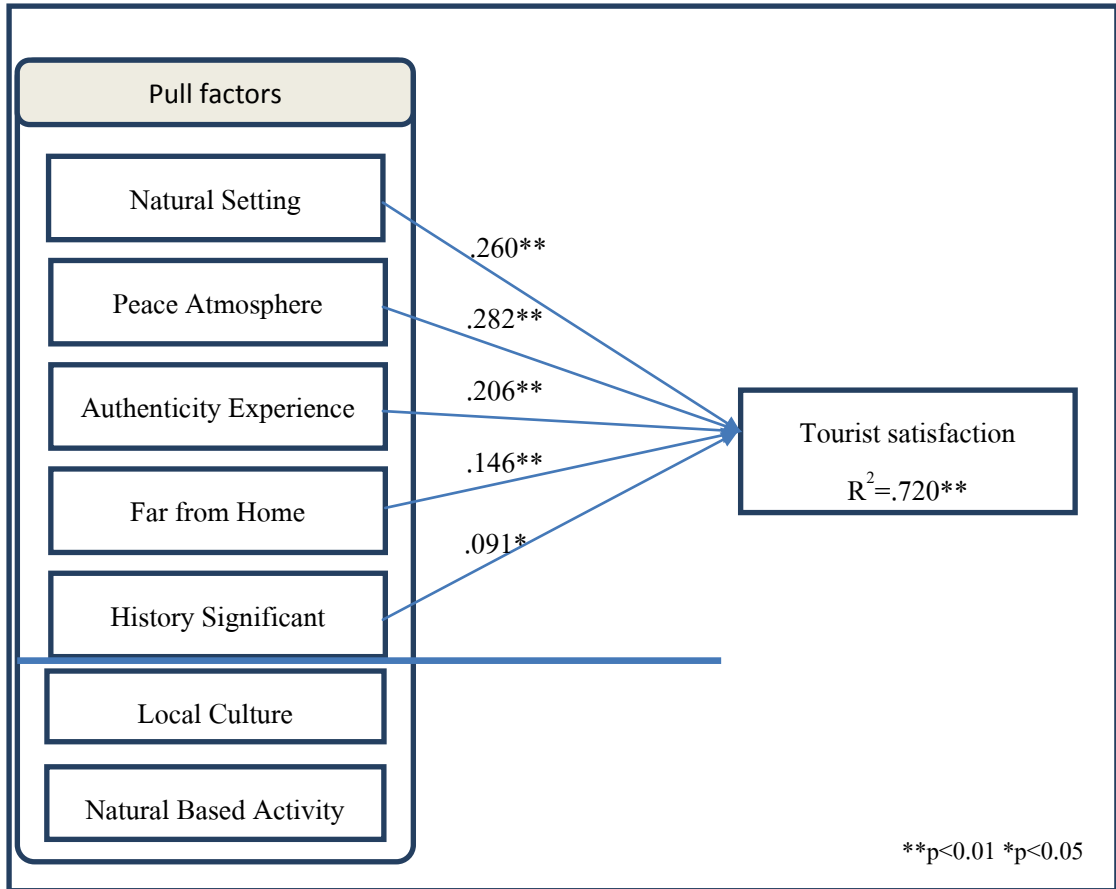 Pull factors
Natural Setting
.260**
Peace Atmosphere
.282**
Authenticity Experience
.206**
Tourist satisfaction
R²=.720**
.146**
Far from Home
.091*
History Significant
Local Culture
Natural Based Activity
**p<0.01 *p<0.05